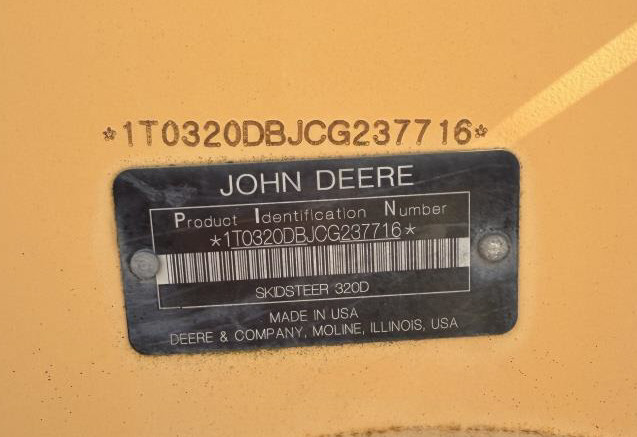 *1T0320DBJCG237716*
JOHN DEERE
Product Identification Number
*1T0320DBJCG237716*
SKIDSTEER 320D
MADE IN USA
DEERE & COMPANY, MOLINE, ILLINOIS, USA